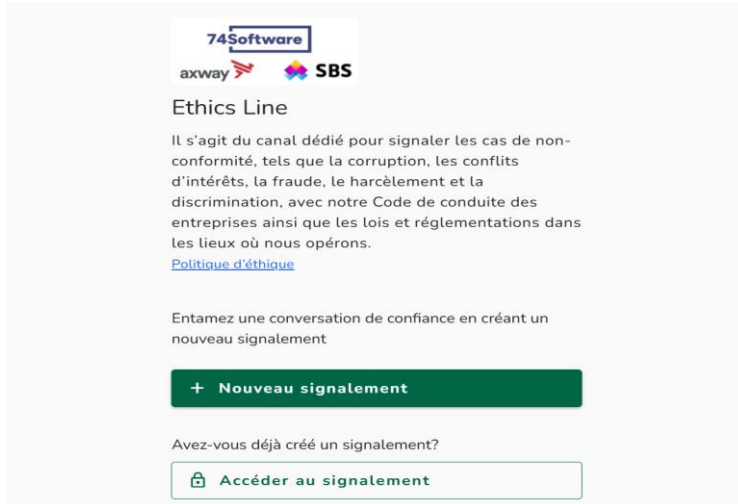 74Software
axway SBS
Ethics Line
Il s’agit du canal dédié pour signaler les cas de non-
conformité, tels que la corruption, les conflits
d’intérêts, la fraude, le harcèlement et la
discrimination, avec notre Code de conduite des
entreprises ainsi que les lois et réglementations dans
les lieux où nous opérons.
Politique d’éthique
Entamez une conversation de confiance en créant un
nouveau signalement
+ Nouveau signalement
Avez-vous déjà créé un signalement?
Accéder au signalement